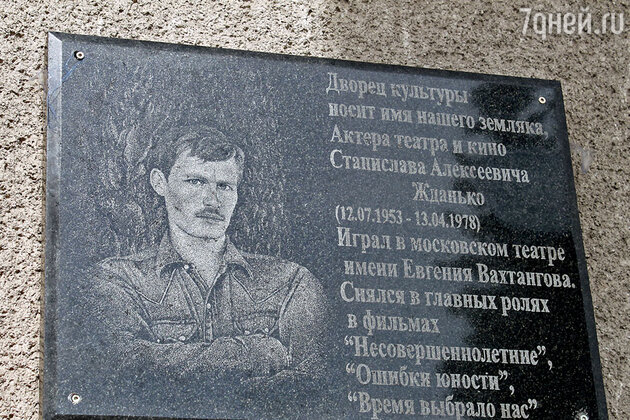 7дней.ru
Дворец культуры
носит имя нашего земляка,
Актера театра и кино
Станислава Алексеевича
Жданько
(12.07.1953 - 13.04.1978)
Играл в московском театре
имени Евгения Вахтангова.
Снялся в главных ролях
в фильмах
"Несовершеннолетние",
"Ошибки юности",
"Время выбрало нас"